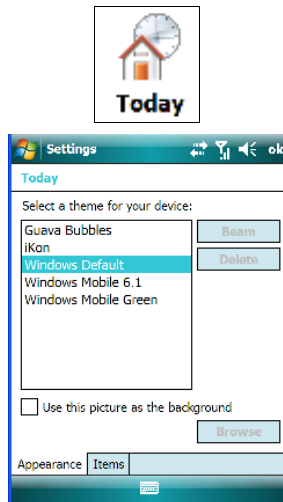 Today
Settings ok
Today
Select a theme for your device:
Guava Bubbles
Beam
iKon
Windows Default
Delete
Windows Mobile 6.1
Windows Mobile Green
Use this picture as the background
Browse
Appearance Items